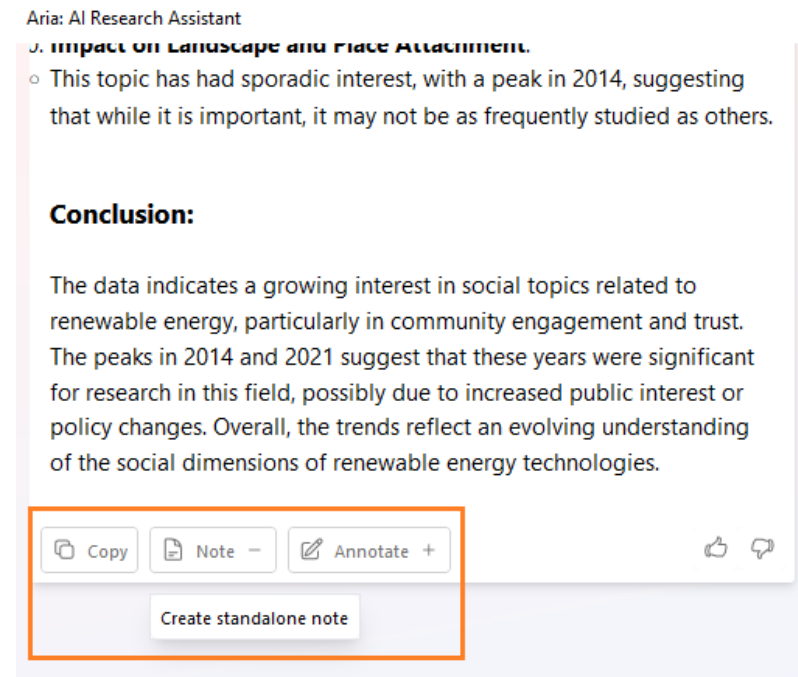 Aria: AI Research Assistant
Impact on Landscape and Place Attachment.
This topic has had sporadic interest, with a peak in 2014, suggesting
that while it is important, it may not be as frequently studied as others.
Conclusion:
The data indicates a growing interest in social topics related to
renewable energy, particularly in community engagement and trust.
The peaks in 2014 and 2021 suggest that these years were significant
for research in this field, possibly due to increased public interest or
policy changes. Overall, the trends reflect an evolving understanding
of the social dimensions of renewable energy technologies.
Copy Note − Annotate +
Create standalone note